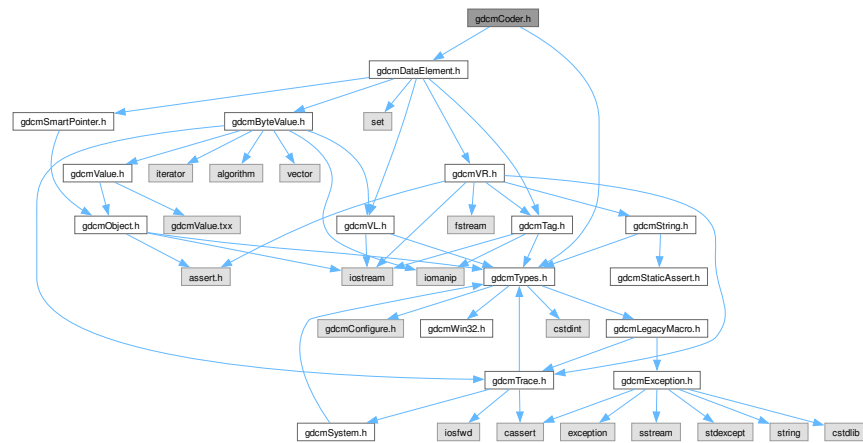 gdcmCoder.h
gdcmDataElement.h
gdcmSmartPointer.h
gdcmByteValue.h
set
gdcmValue.h
iterator
algorithm
vector
gdcmVR.h
gdcmObject.h
gdcmValue.txx
gdcmVL.h
fstream
gdcmTag.h
gdcmString.h
assert.h
iostream
iomanip
gdcmTypes.h
gdcmStaticAssert.h
gdcmConfigure.h
gdcmWin32.h
cstdint
gdcmLegacyMacro.h
gdcmTrace.h
gdcmException.h
gdcmSystem.h
iosfwd
cassert
exception
sstream
stdexcept
string
cstdlib